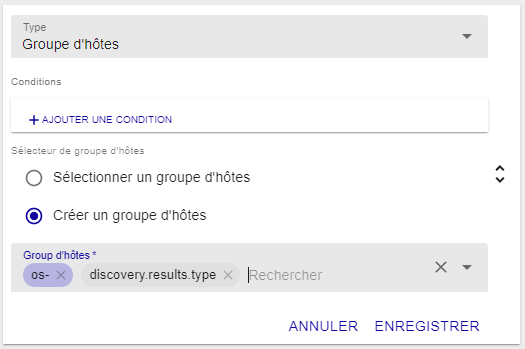 Type
Groupe d'hôtes
Conditions
+ AJOUTER UNE CONDITION
Sélecteur de groupe d'hôtes
Sélectionner un groupe d'hôtes
Créer un groupe d'hôtes
Group d'hôtes *
os- discovery.results.type Rechercher
ANNULER ENREGISTRER